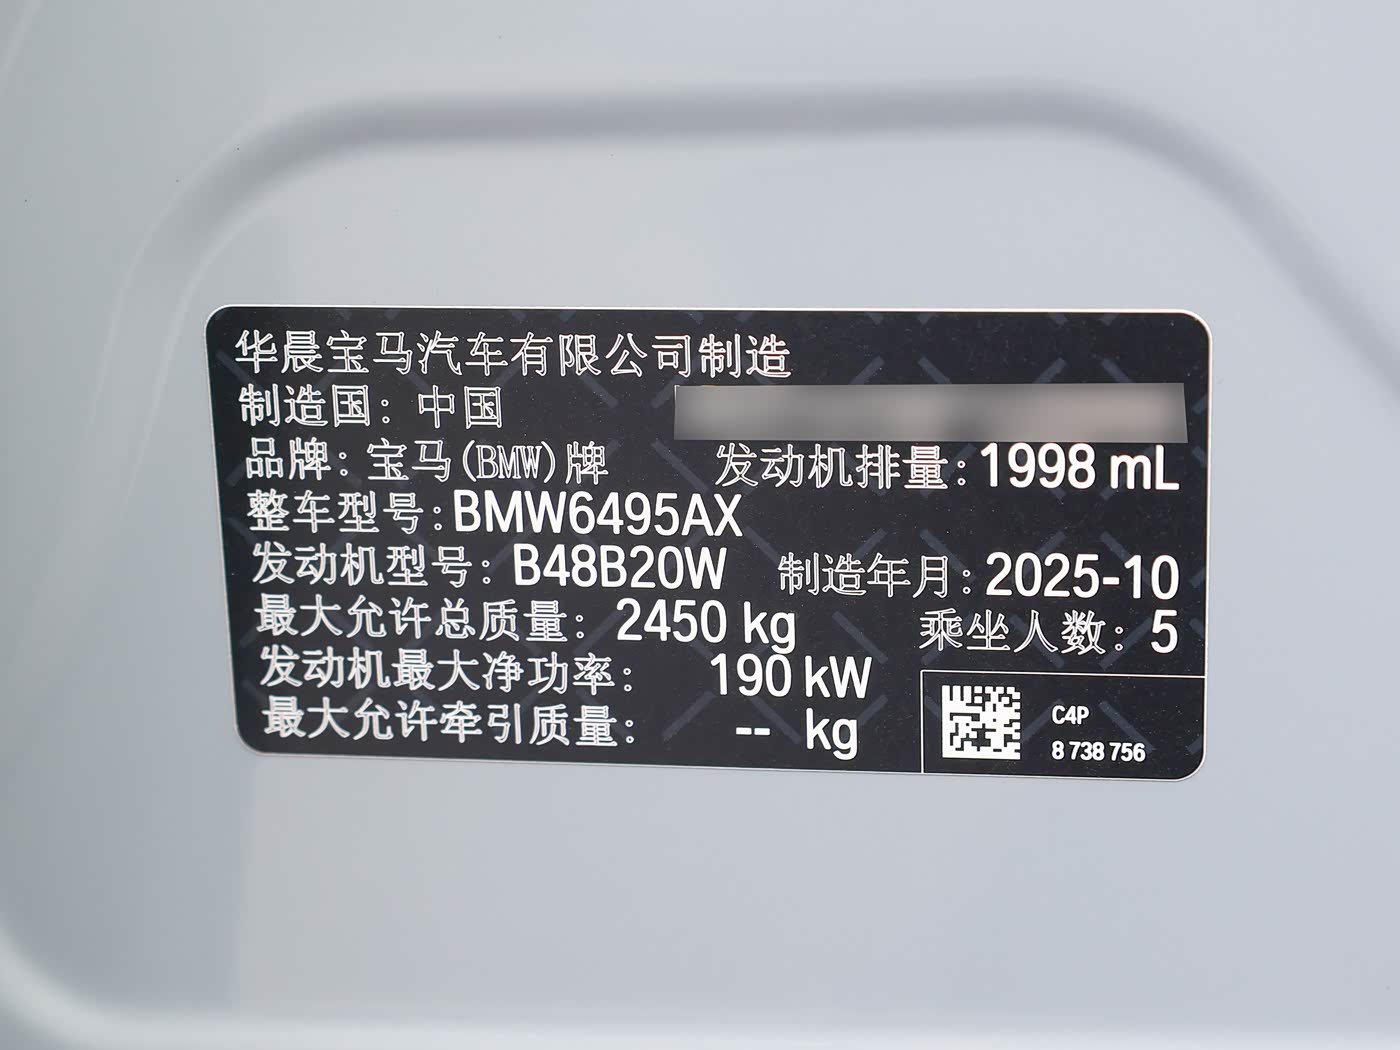 华晨宝马汽车有限公司制造
制造国：中国
品牌：宝马(BMW)牌 发动机排量：1998 mL
整车型号：BMW6495AX
发动机型号：B48B20W 制造年月：2025-10
最大允许总质量：2450 kg 乘坐人数：5
发动机最大净功率：190 kW
最大允许牵引质量：-- kg
C4P
8 738 756